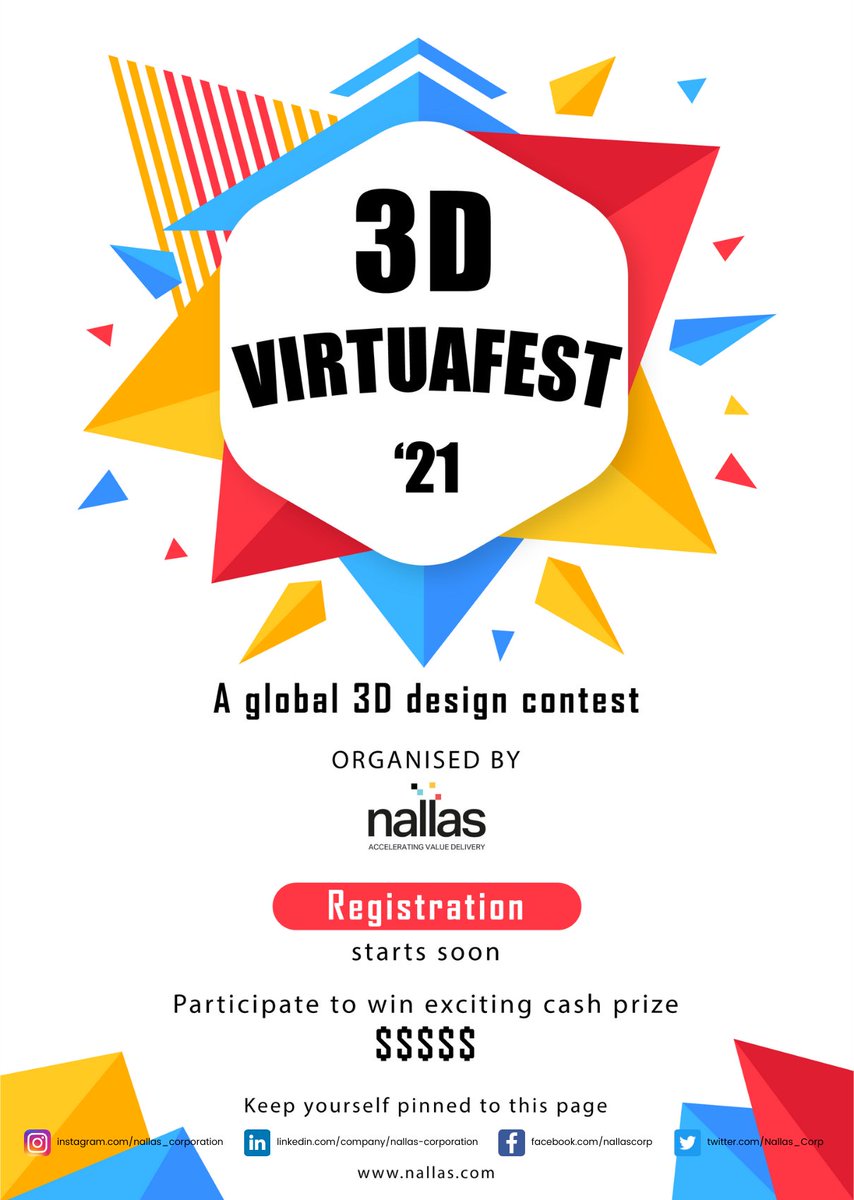 3D
VIRTUAFEST
‘21
A global 3D design contest
ORGANISED BY
nallas
ACCELERATING VALUE DELIVERY
Registration
starts soon
Participate to win exciting cash prize
$$$$$
Keep yourself pinned to this page
instagram.com/nallas_corporation linkedin.com/company/nallas-corporation facebook.com/nallascorp twitter.com/Nallas_Corp
www.nallas.com